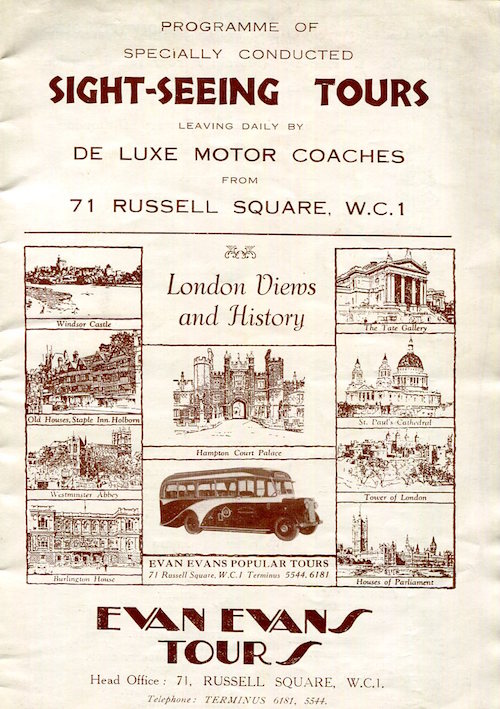 PROGRAMME OF
SPECIALLY CONDUCTED
SIGHT-SEEING TOURS
LEAVING DAILY BY
DE LUXE MOTOR COACHES
FROM
71 RUSSELL SQUARE, W.C.1
London Views
and History
Windsor Castle
Old Houses, Staple Inn, Holborn
Westminster Abbey
Burlington House
Hampton Court Palace
The Tate Gallery
St. Paul's Cathedral
Tower of London
Houses of Parliament
EVAN EVANS POPULAR TOURS
71 Russell Square, W.C.1 Terminus 5544, 6181
EVAN EVANS
TOURS
Head Office : 71, RUSSELL SQUARE, W.C.1.
Telephone : TERMINUS 6181, 5544.